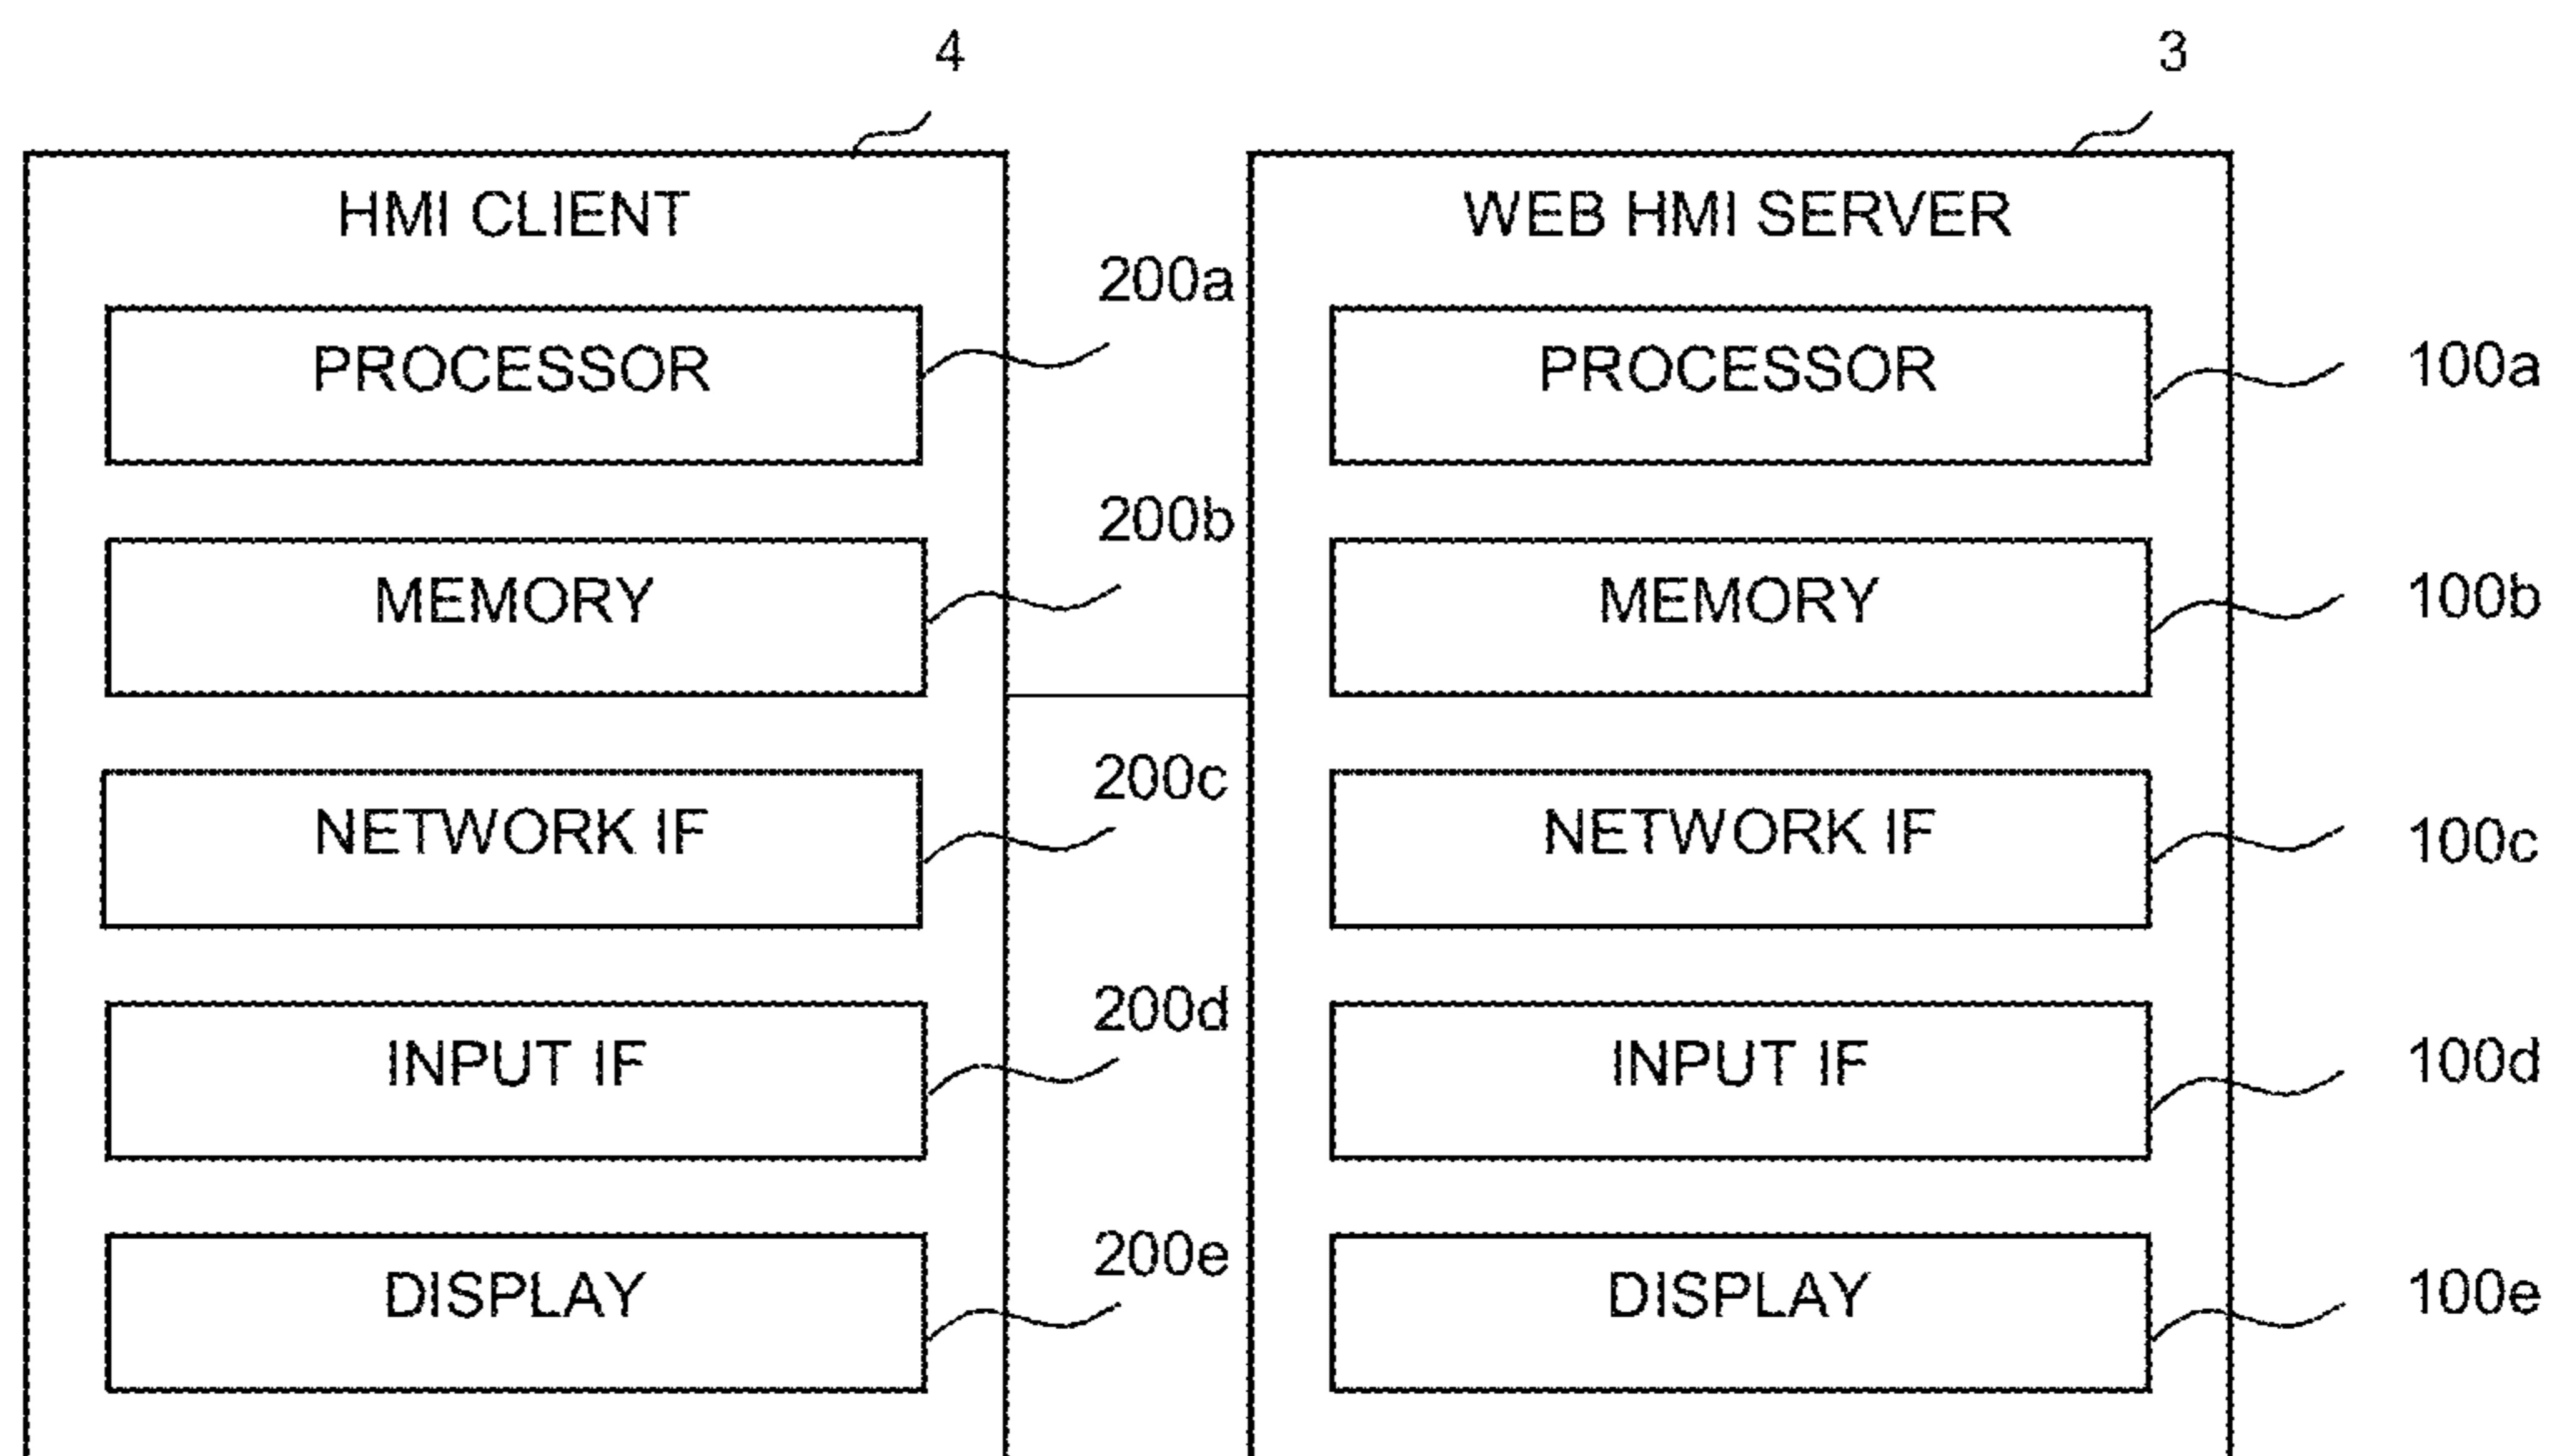 4
3
HMI CLIENT
WEB HMI SERVER
200a
PROCESSOR
PROCESSOR
100a
200b
MEMORY
MEMORY
100b
200c
NETWORK IF
NETWORK IF
100c
200d
INPUT IF
INPUT IF
100d
200e
DISPLAY
DISPLAY
100e